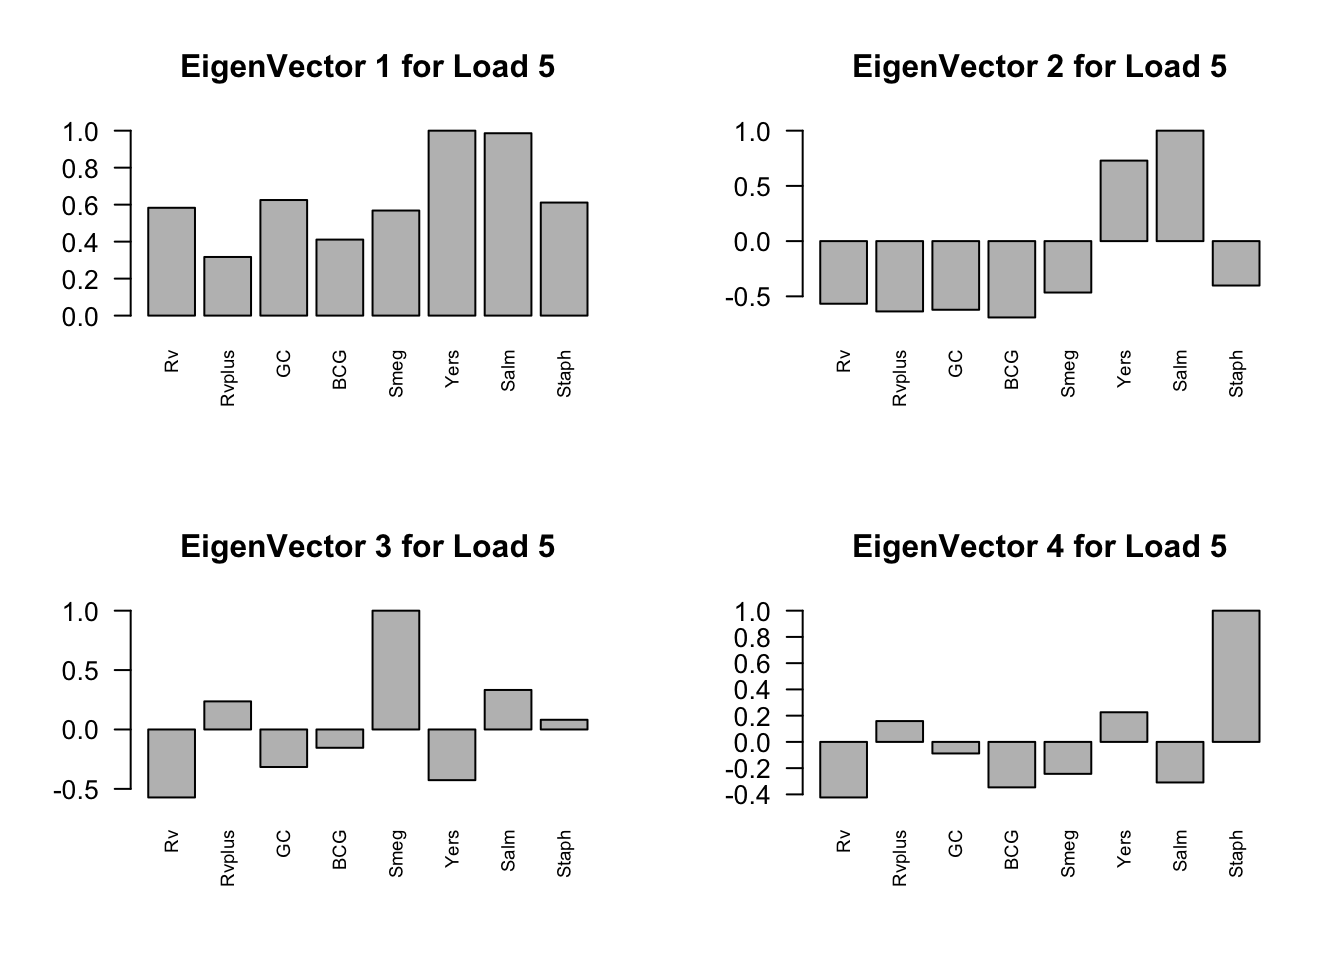 EigenVector 1 for Load 5
1.0
0.8
0.6
0.4
0.2
0.0
Rv Rvplus GC BCG Smeg Yers Salm Staph
EigenVector 2 for Load 5
1.0
0.5
0.0
-0.5
Rv Rvplus GC BCG Smeg Yers Salm Staph
EigenVector 3 for Load 5
1.0
0.5
0.0
-0.5
Rv Rvplus GC BCG Smeg Yers Salm Staph
EigenVector 4 for Load 5
1.0
0.8
0.6
0.4
0.2
0.0
-0.2
-0.4
Rv Rvplus GC BCG Smeg Yers Salm Staph